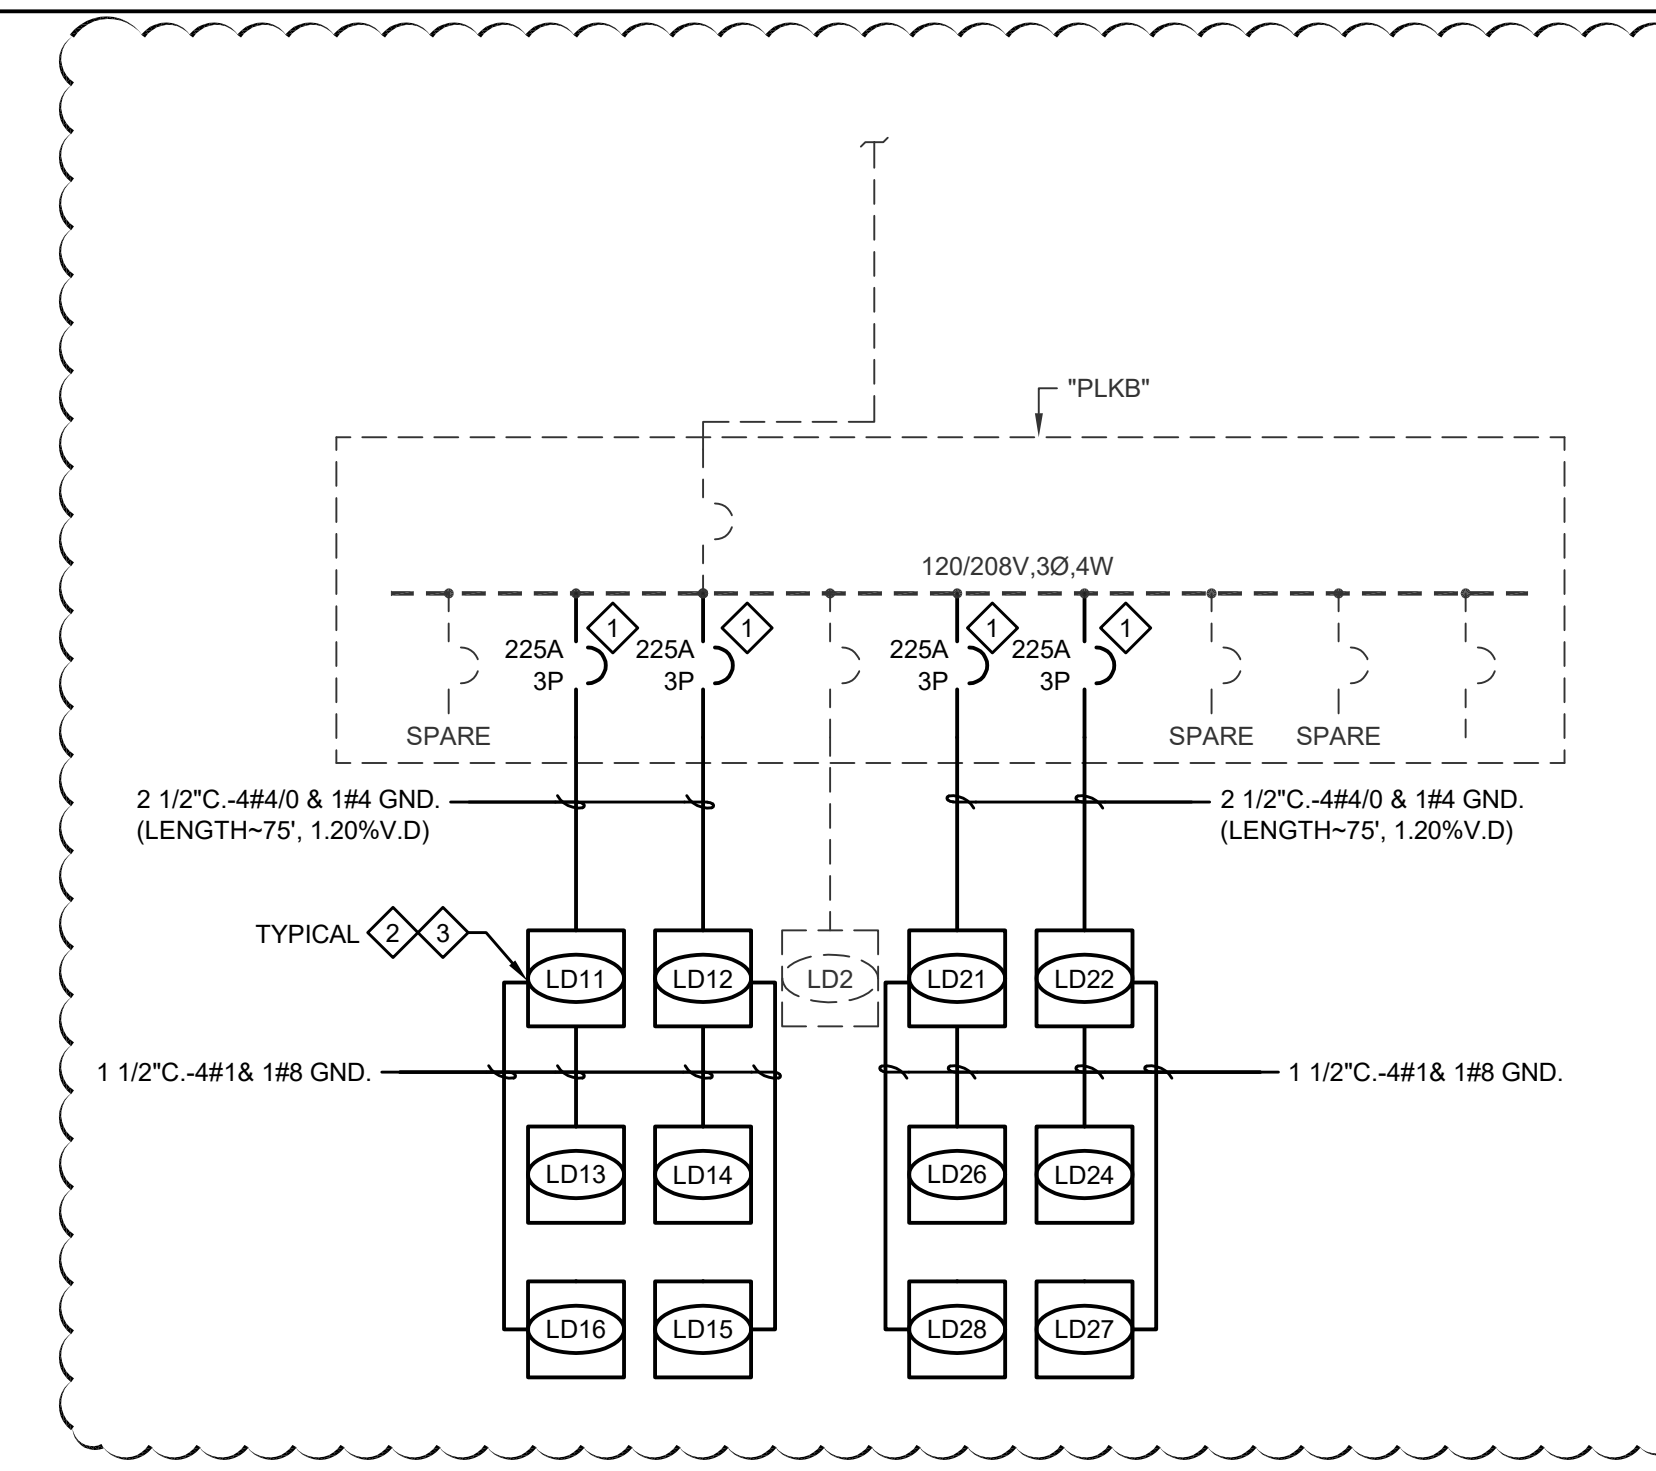 "PLKB"
120/208V,3Ø,4W
1
1
1
1
225A
3P
225A
3P
225A
3P
225A
3P
SPARE
SPARE
SPARE
2 1/2"C.-4#4/0 & 1#4 GND.
(LENGTH~75', 1.20%V.D)
2 1/2"C.-4#4/0 & 1#4 GND.
(LENGTH~75', 1.20%V.D)
TYPICAL 2 3
LD11
LD12
LD2
LD21
LD22
1 1/2"C.-4#1& 1#8 GND.
1 1/2"C.-4#1& 1#8 GND.
LD13
LD14
LD26
LD24
LD16
LD15
LD28
LD27